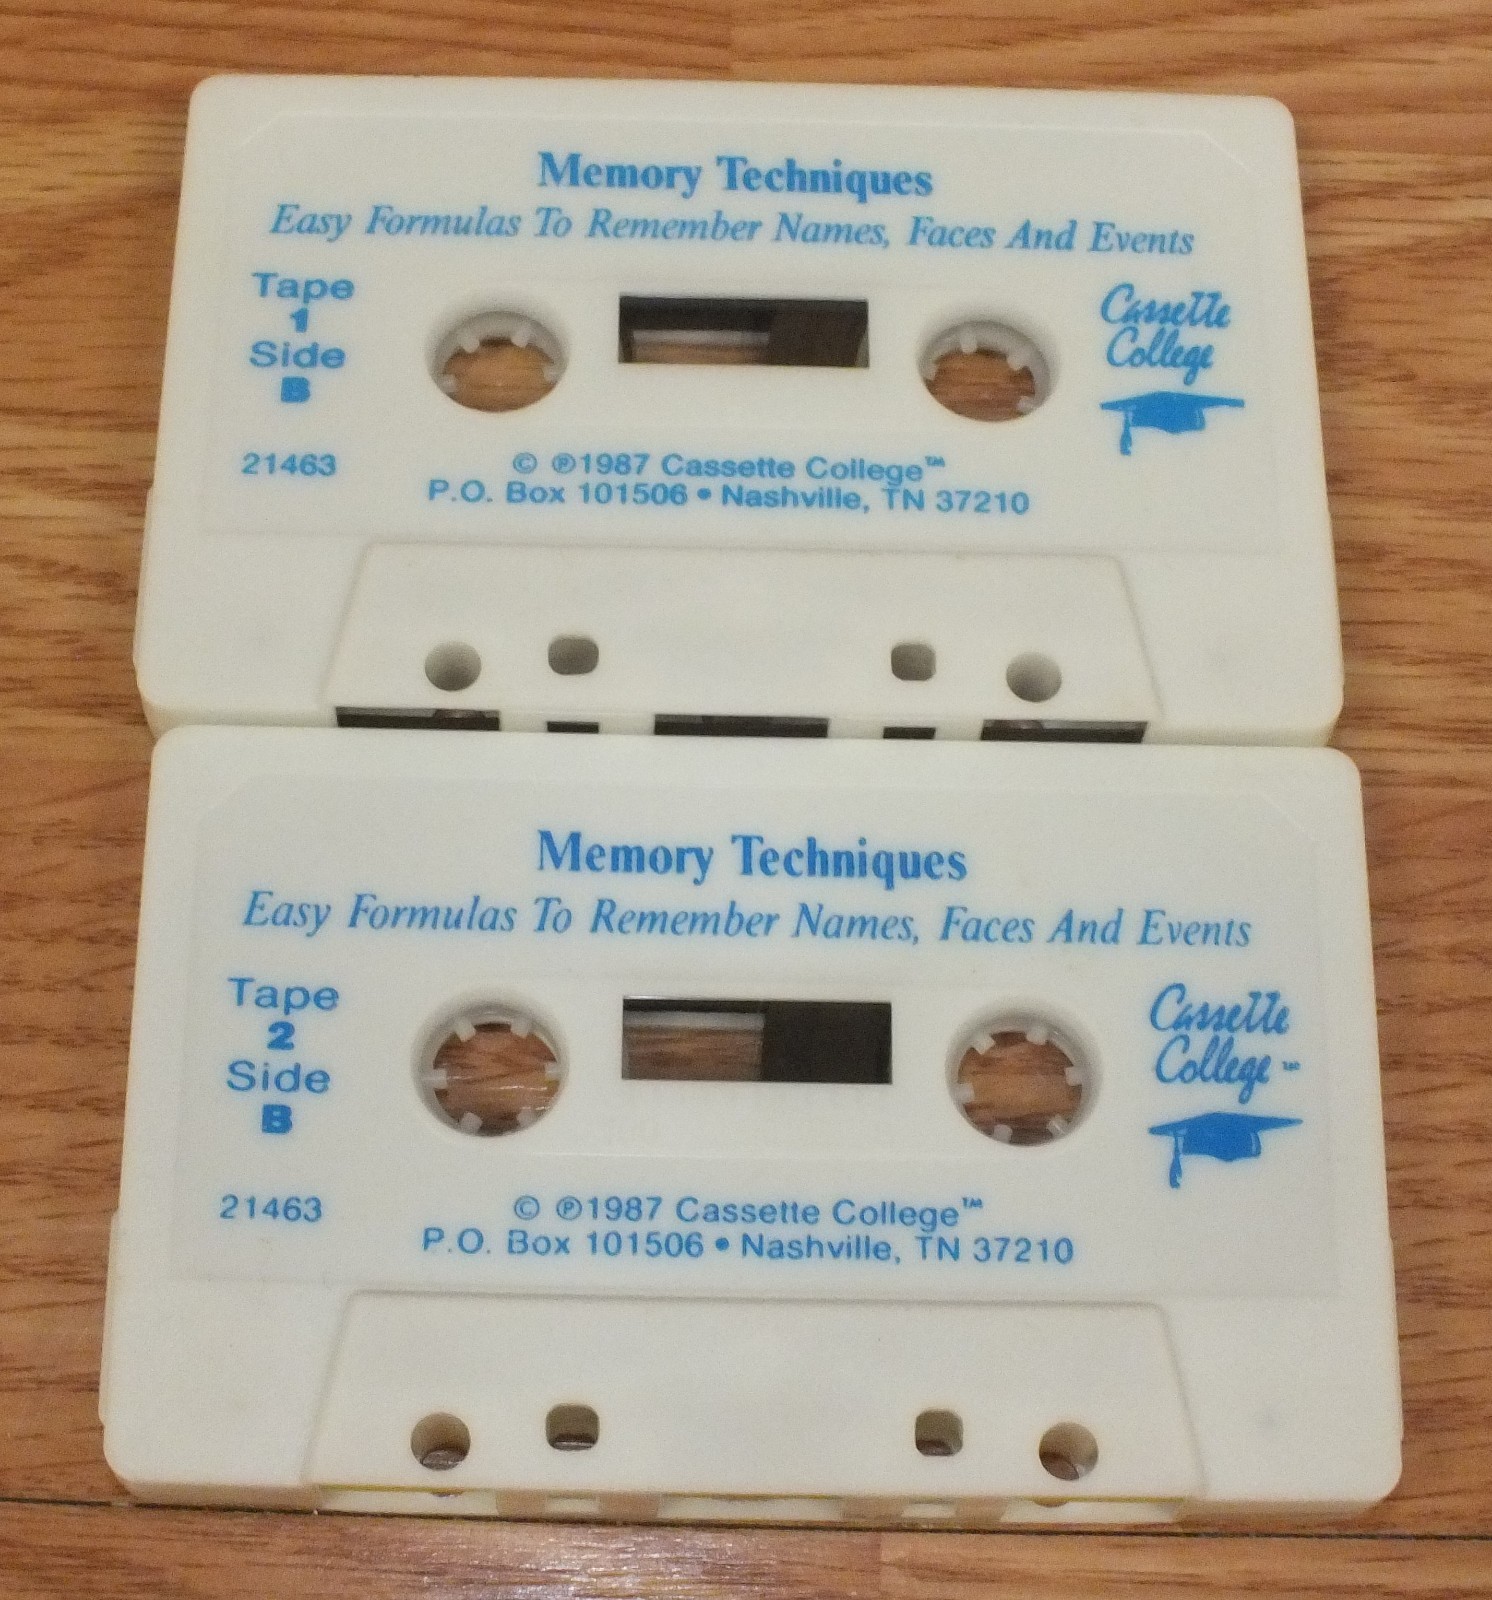 Memory Techniques
Easy Formulas To Remember Names, Faces And Events
Tape
1
Side
B
Cassette
College
21463
© ℗1987 Cassette College™
P.O. Box 101506 • Nashville, TN 37210
Memory Techniques
Easy Formulas To Remember Names, Faces And Events
Tape
2
Side
B
Cassette
College ™
21463
© ℗1987 Cassette College™
P.O. Box 101506 • Nashville, TN 37210